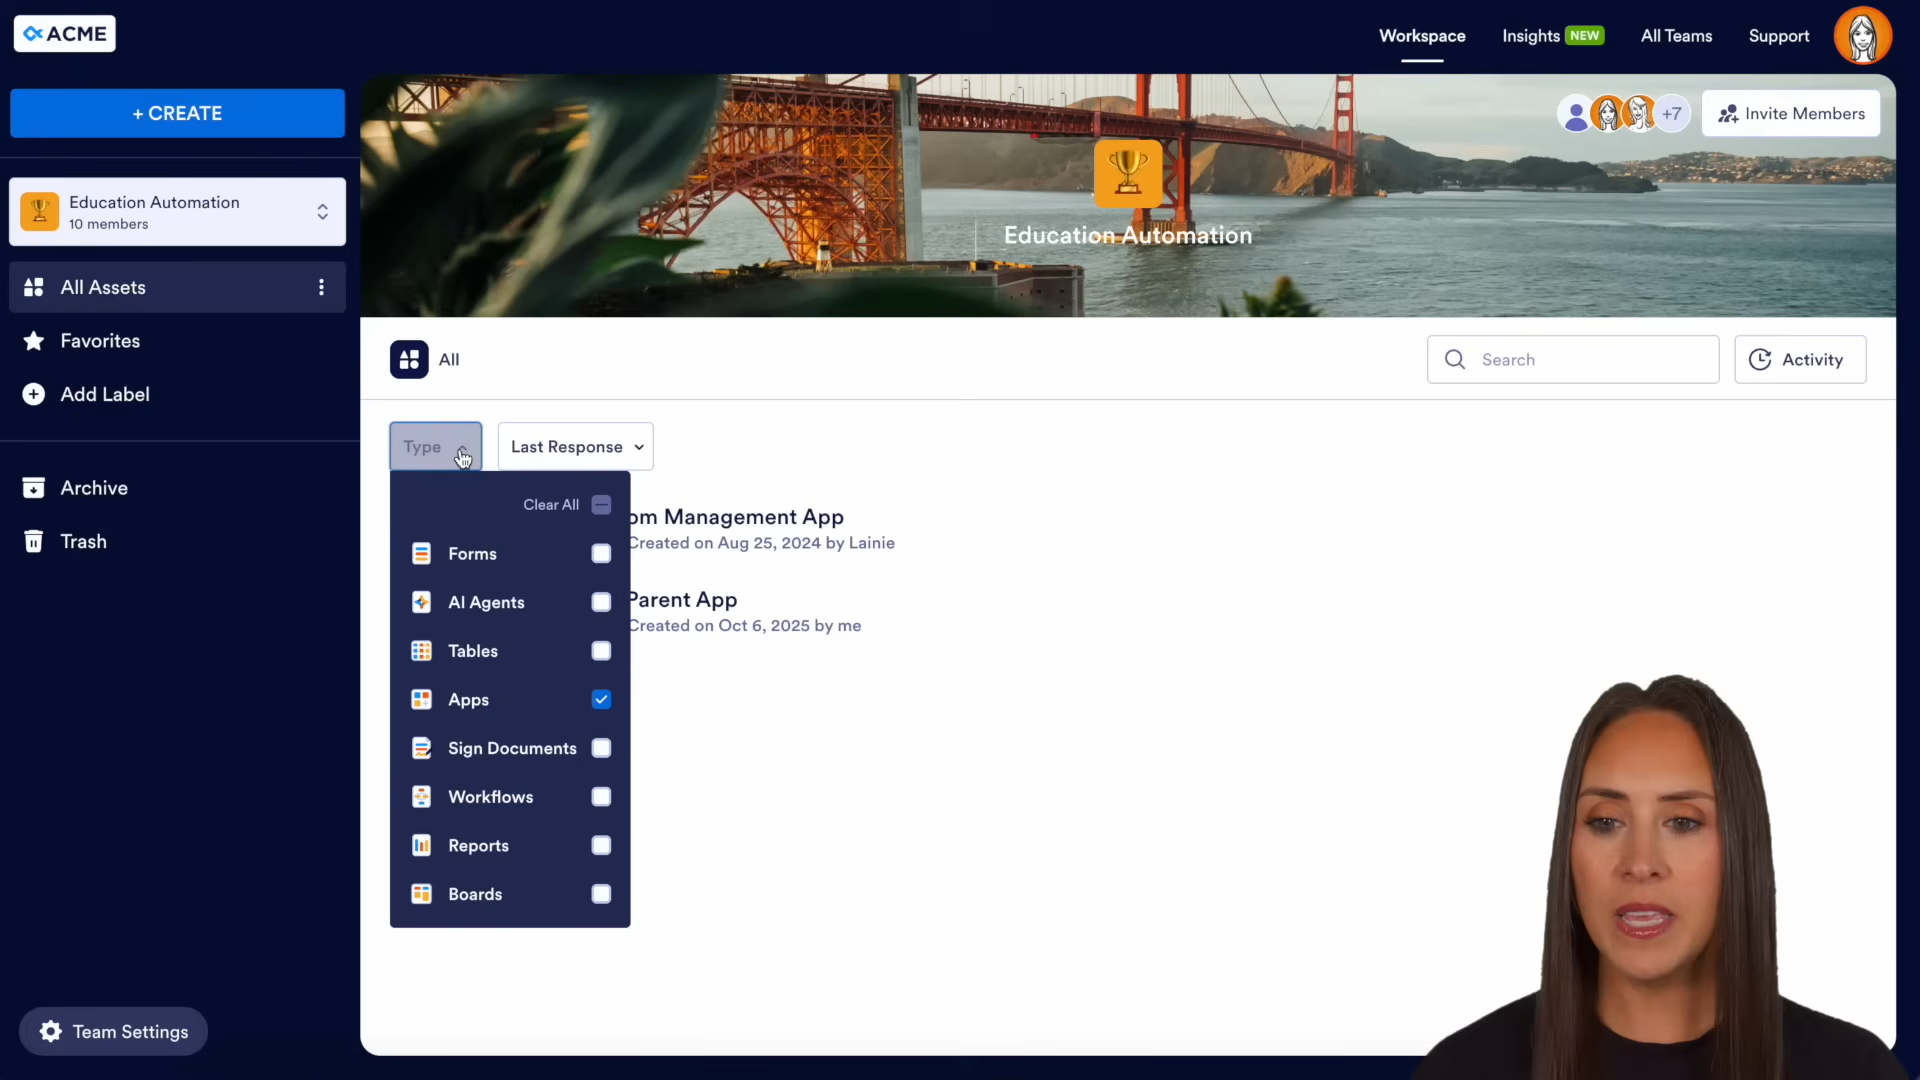 ACME
Workspace
Insights NEW
All Teams
Support
+ CREATE
Education Automation
10 members
All Assets
Favorites
Add Label
Archive
Trash
Team Settings
+7
Invite Members
Education Automation
All
Search
Activity
Type
Last Response
Clear All
Forms
AI Agents
Tables
Apps
Sign Documents
Workflows
Reports
Boards
om Management App
Created on Aug 25, 2024 by Lainie
Parent App
Created on Oct 6, 2025 by me